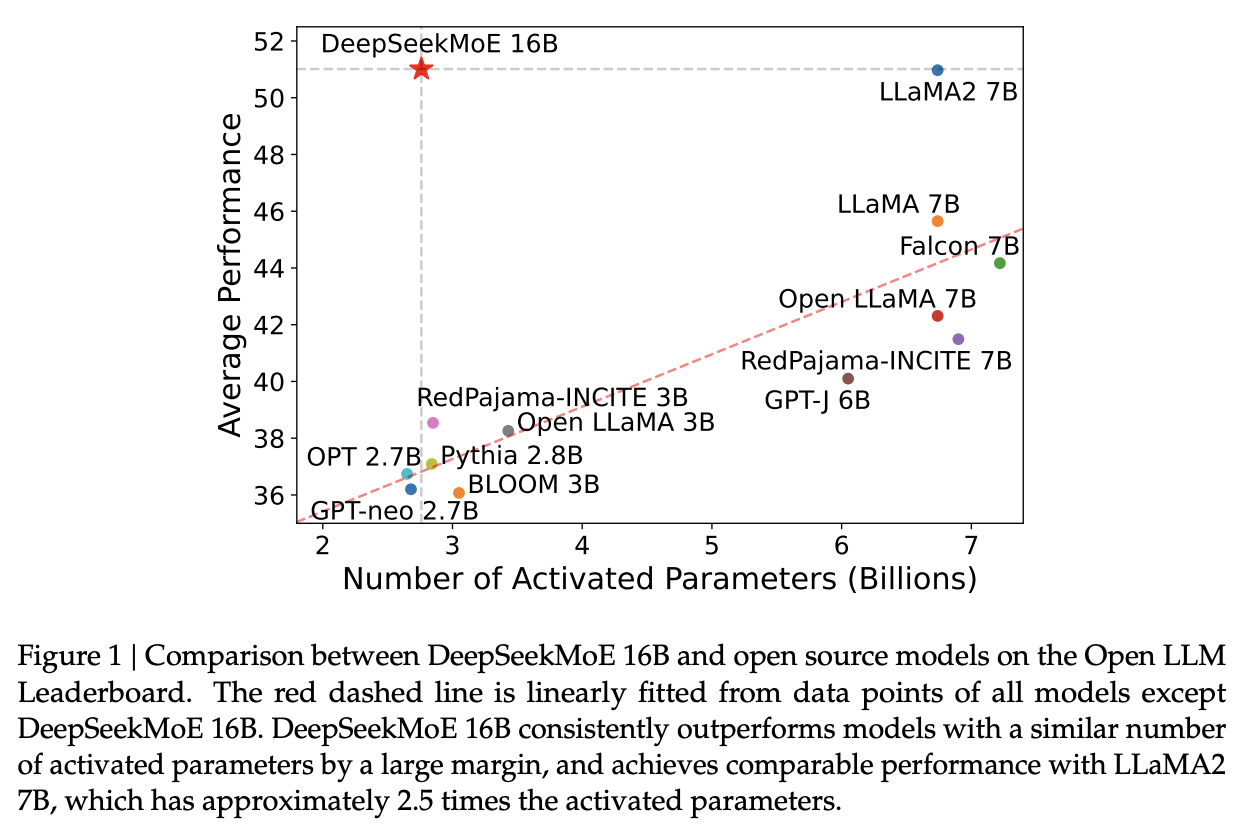 52
50
48
46
44
42
40
38
36
Average Performance
DeepSeekMoE 16B
LLaMA2 7B
LLaMA 7B
Falcon 7B
Open LLaMA 7B
RedPajama-INCITE 7B
GPT-J 6B
RedPajama-INCITE 3B
Open LLaMA 3B
OPT 2.7B
Pythia 2.8B
BLOOM 3B
GPT-neo 2.7B
2 3 4 5 6 7
Number of Activated Parameters (Billions)
Figure 1 | Comparison between DeepSeekMoE 16B and open source models on the Open LLM
Leaderboard. The red dashed line is linearly fitted from data points of all models except
DeepSeekMoE 16B. DeepSeekMoE 16B consistently outperforms models with a similar number
of activated parameters by a large margin, and achieves comparable performance with LLaMA2
7B, which has approximately 2.5 times the activated parameters.